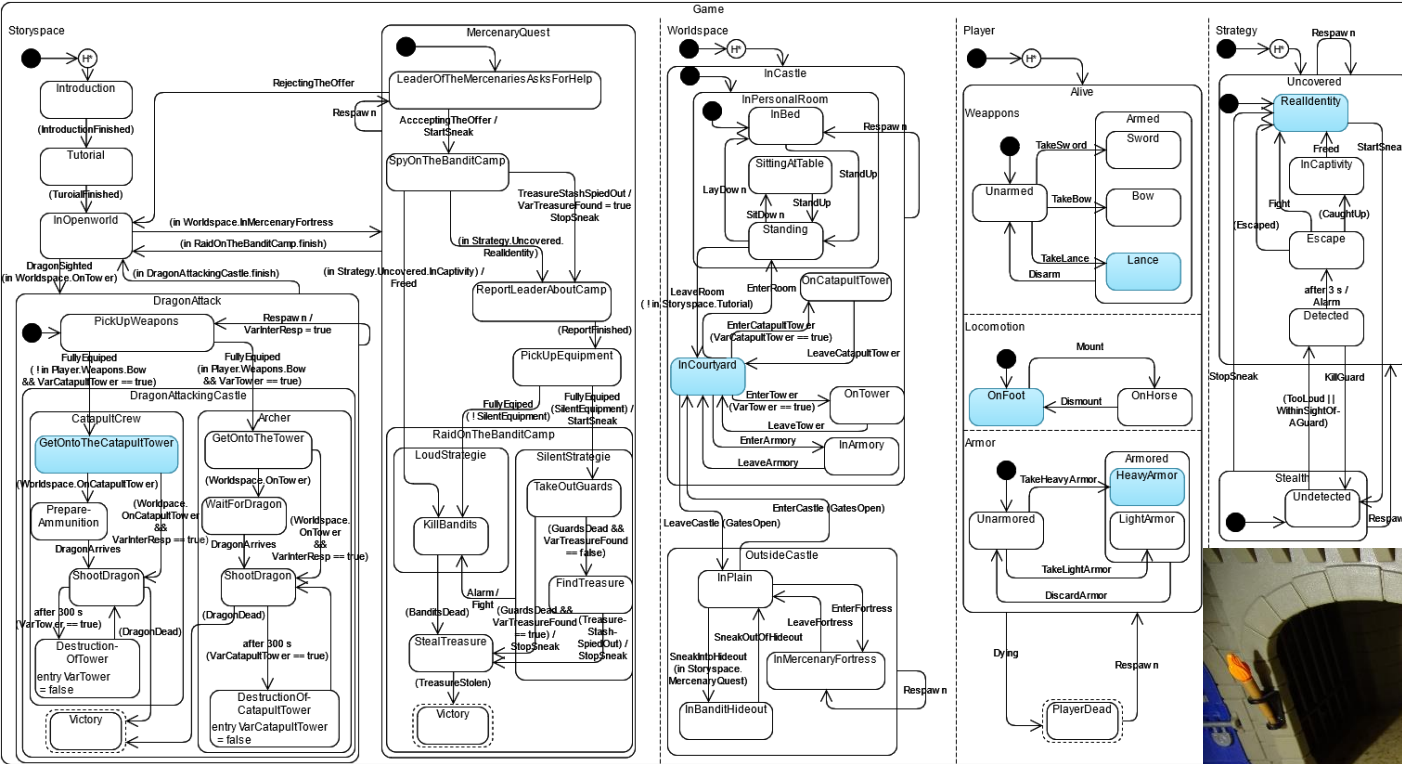 Game
Storyspace
H*
Introduction
(IntroductionFinished)
Tutorial
(TuroialFinished)
InOpenworld
DragonSighted
(in Worldspace.OnTower)
RejectingTheOffer
(in Worldspace.InMercenaryFortress)
(in RaidOnTheBanditCamp.finish)
(in DragonAttackingCastle.finish)
DragonAttack
PickUpWeapons
Respawn /
VarInterResp = true
FullyEquiped
( ! in Player.Weapons.Bow
&& VarCatapultTower == true)
FullyEquiped
(in Player.Weapons.Bow
&& VarTower == true)
DragonAttackingCastle
CatapultCrew
GetOntoTheCatapultTower
(Worldspace.OnCatapultTower)
Prepare-
Ammunition
(Worldpace.
OnCatapultTower
&&
VarInterResp == true)
DragonArrives
ShootDragon
after 300 s
(VarTower == true)
(DragonDead)
Destruction-
OfTower
entry VarTower
= false
Victory
Archer
GetOntoTheTower
(Worldspace.OnTower)
WaitForDragon
(Worldspace.
OnTower
&&
VarInterResp == true)
DragonArrives
ShootDragon
(DragonDead)
after 300 s
(VarCatapultTower == true)
DestructionOf-
CatapultTower
entry VarCatapultTower
= false
MercenaryQuest
LeaderOfTheMercenariesAsksForHelp
Respawn
AccceptingTheOffer /
StartSneak
SpyOnTheBanditCamp
TreasureStashSpiedOut /
VarTreasureFound = true
StopSneak
(in Strategy.Uncovered.
RealIdentity)
(in Strategy.Uncovered.InCaptivity) /
Freed
ReportLeaderAboutCamp
(ReportFinished)
PickUpEquipment
FullyEqiped
( ! SilentEquipment)
FullyEquiped
(SilentEquipment) /
StartSneak
RaidOnTheBanditCamp
LoudStrategie
KillBandits
SilentStrategie
TakeOutGuards
(GuardsDead &&
VarTreasureFound
== false)
FindTreasure
Alarm /
Fight
(BanditsDead)
(GuardsDead &&
VarTreasureFound
== true) /
StopSneak
(Treasure-
Stash-
SpiedOut) /
StopSneak
StealTreasure
(TreasureStolen)
Victory
Worldspace
H*
InCastle
InPersonalRoom
InBed
Respawn
SittingAtTable
StandUp
LayDown
StandUp
SitDown
Standing
LeaveRoom
( ! in Storyspace.Tutorial)
EnterRoom
OnCatapultTower
EnterCatapultTower
(VarCatapultTower == true)
LeaveCatapultTower
InCourtyard
EnterTower
(VarTower == true)
OnTower
LeaveTower
EnterArmory
InArmory
LeaveArmory
EnterCastle (GatesOpen)
LeaveCastle (GatesOpen)
OutsideCastle
InPlain
EnterFortress
LeaveFortress
SneakOutOfHideout
SneakIntoHideout
(in Storyspace.
MercenaryQuest)
InMercenaryFortress
Respawn
InBanditHideout
Player
H*
Alive
Weappons
Armed
Sword
TakeSword
Unarmed
TakeBow
Bow
TakeLance
Lance
Disarm
Locomotion
Mount
OnFoot
Dismount
OnHorse
Armor
Armored
HeavyArmor
TakeHeavyArmor
Unarmored
LightArmor
TakeLightArmor
DiscardArmor
Dying
Respawn
PlayerDead
Strategy
H*
Respawn
Uncovered
RealIdentity
Freed
StartSnea
InCaptivity
Fight
(CaughtUp)
(Escaped)
Escape
after 3 s /
Alarm
Detected
StopSneak
KillGuard
(TooLoud ||
WithinSightOf-
AGuard)
Stealth
Undetected
Respaw